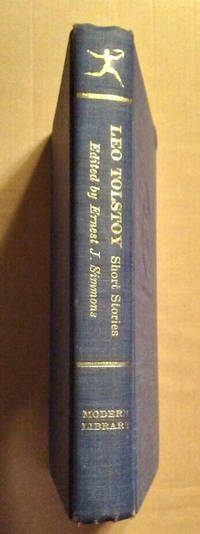 LEO TOLSTOY Short Stories
Edited by Ernest J. Simmons
MODERN
LIBRARY